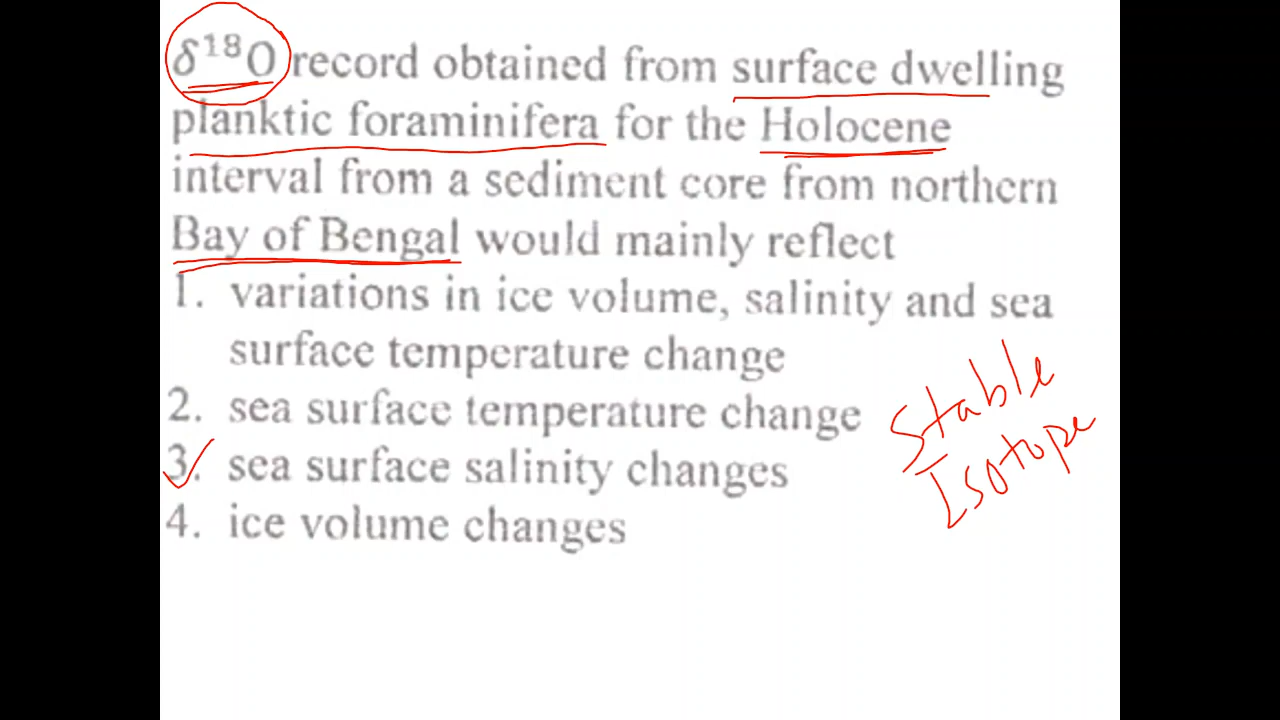 δ¹⁸O record obtained from surface dwelling
planktic foraminifera for the Holocene
interval from a sediment core from northern
Bay of Bengal would mainly reflect
1. variations in ice volume, salinity and sea
surface temperature change
2. sea surface temperature change
3. sea surface salinity changes
4. ice volume changes
Stable
Isotope